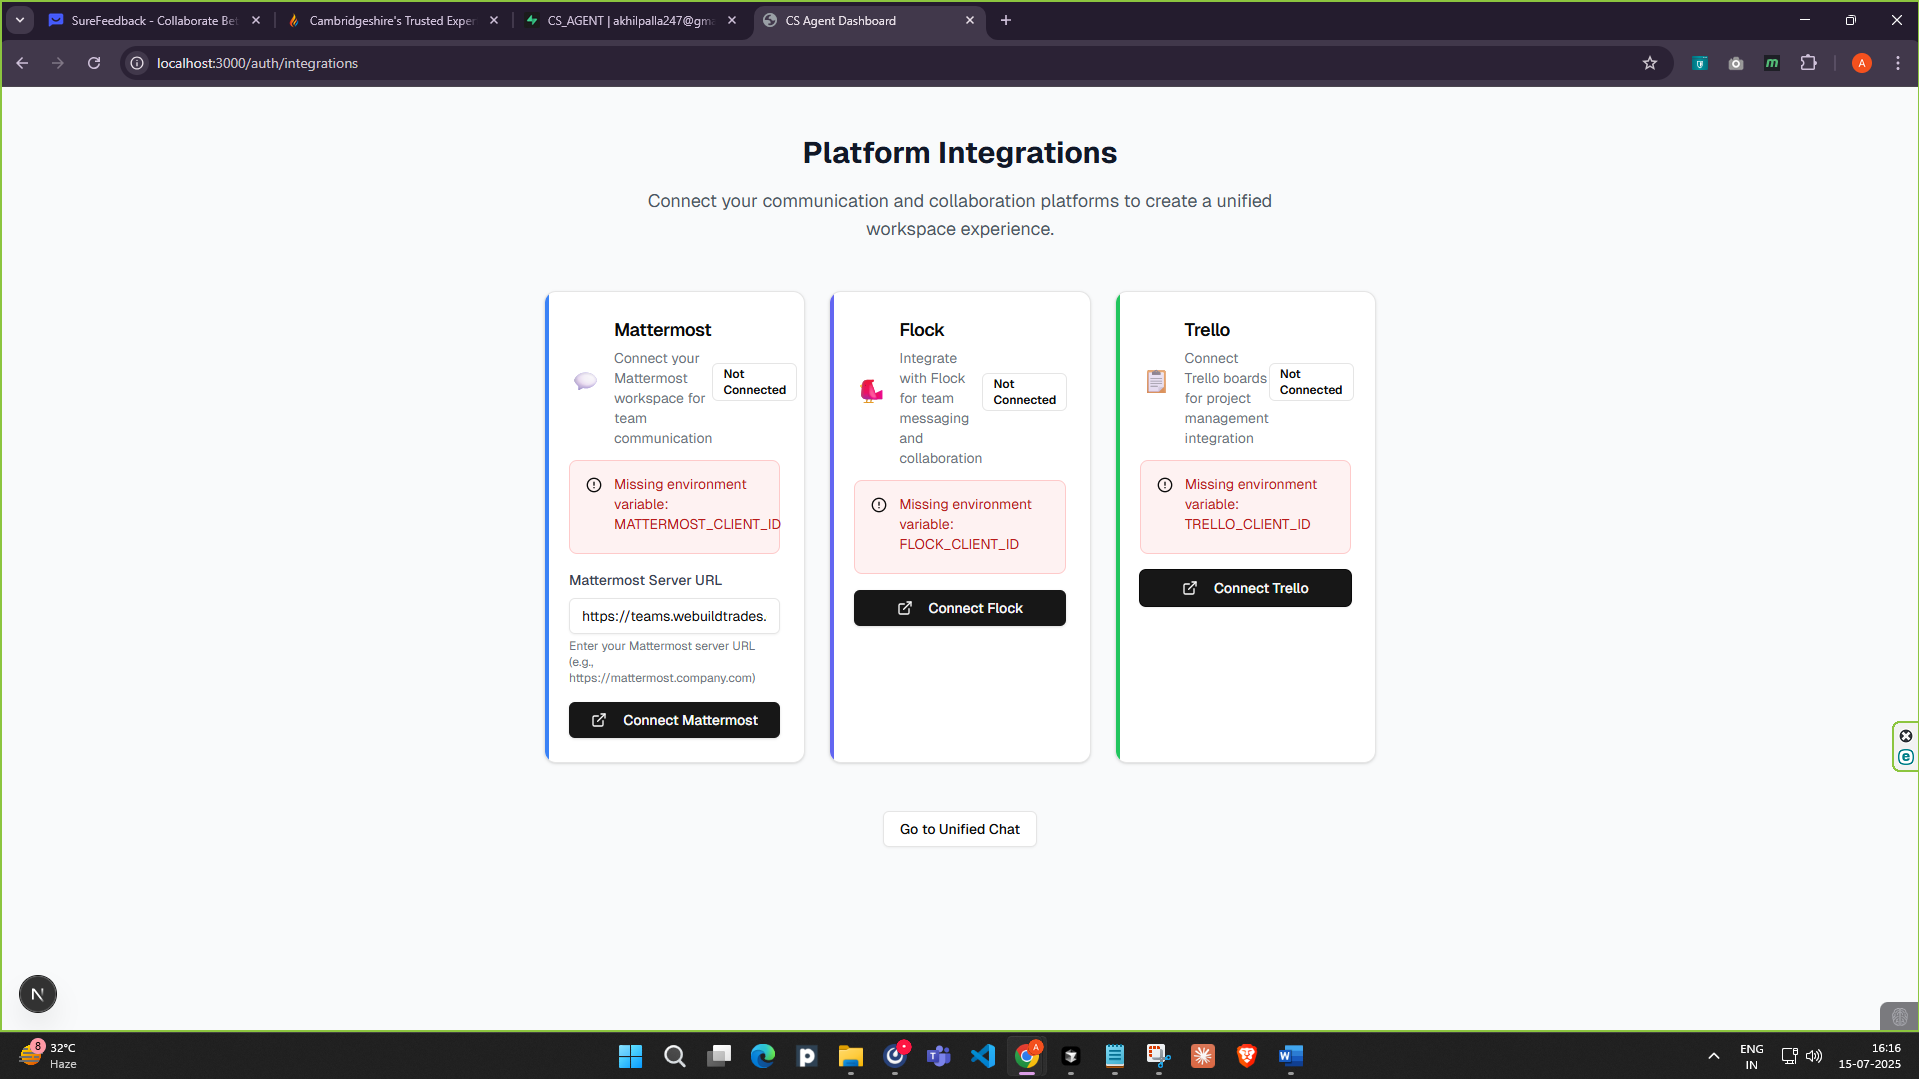 SureFeedback - Collaborate Bet
Cambridgeshire's Trusted Exper
CS_AGENT | akhilpalla247@gma
CS Agent Dashboard
localhost:3000/auth/integrations
A
Platform Integrations
Connect your communication and collaboration platforms to create a unified
workspace experience.
Mattermost
Connect your
Mattermost
workspace for
team
communication
Not
Connected
Missing environment
variable:
MATTERMOST_CLIENT_ID
Mattermost Server URL
https://teams.webuildtrades.
Enter your Mattermost server URL
(e.g.,
https://mattermost.company.com)
Connect Mattermost
Flock
Integrate
with Flock
for team
messaging
and
collaboration
Not
Connected
Missing environment
variable:
FLOCK_CLIENT_ID
Connect Flock
Trello
Connect
Trello boards
for project
management
integration
Not
Connected
Missing environment
variable:
TRELLO_CLIENT_ID
Connect Trello
Go to Unified Chat
N
8
32°C
Haze
ENG
IN
16:16
15-07-2025